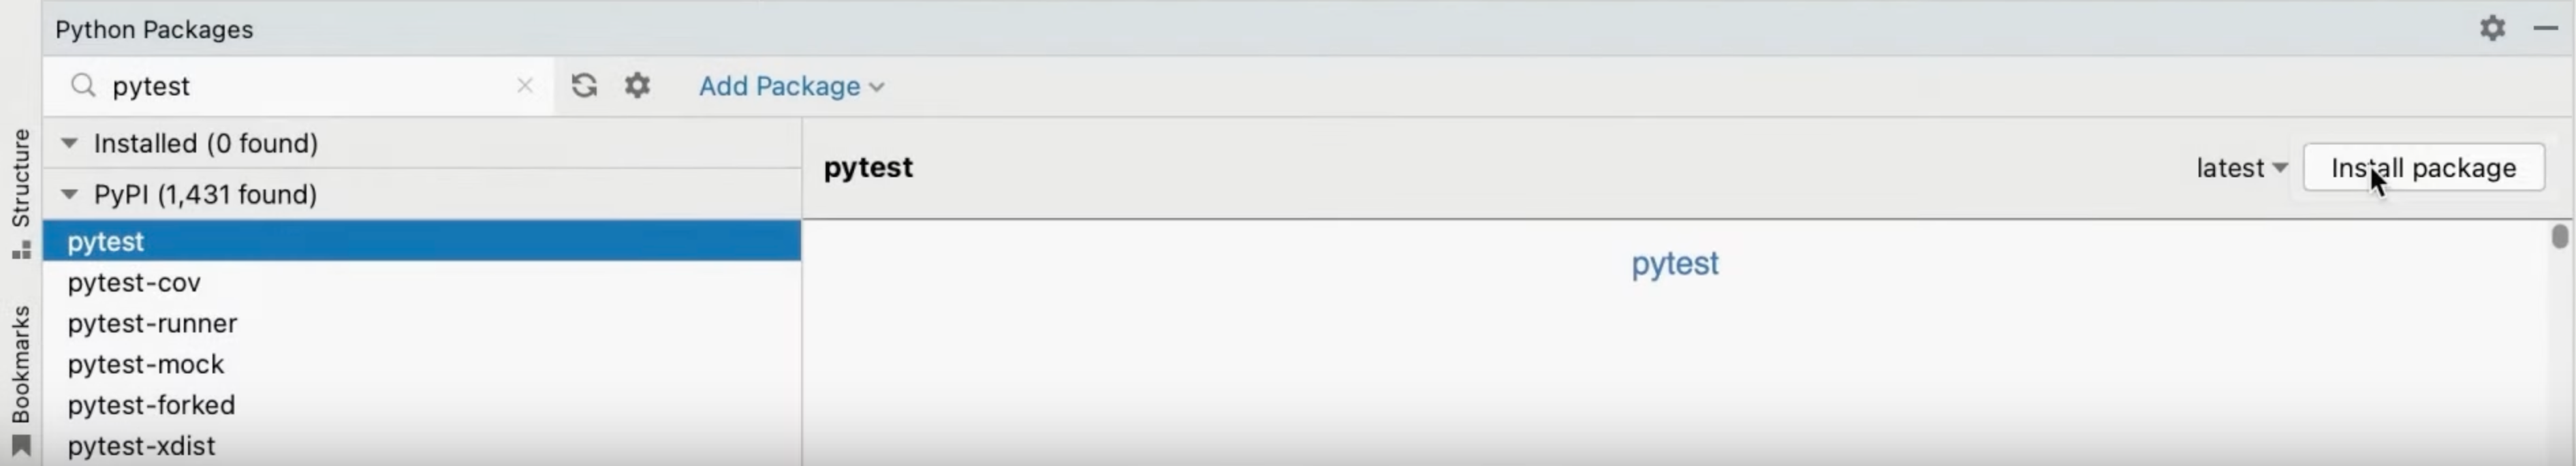 Python Packages
pytest
Add Package
Installed (0 found)
PyPI (1,431 found)
pytest
latest
Install package
pytest
pytest-cov
pytest-runner
pytest-mock
pytest-forked
pytest-xdist
pytest
Structure
Bookmarks